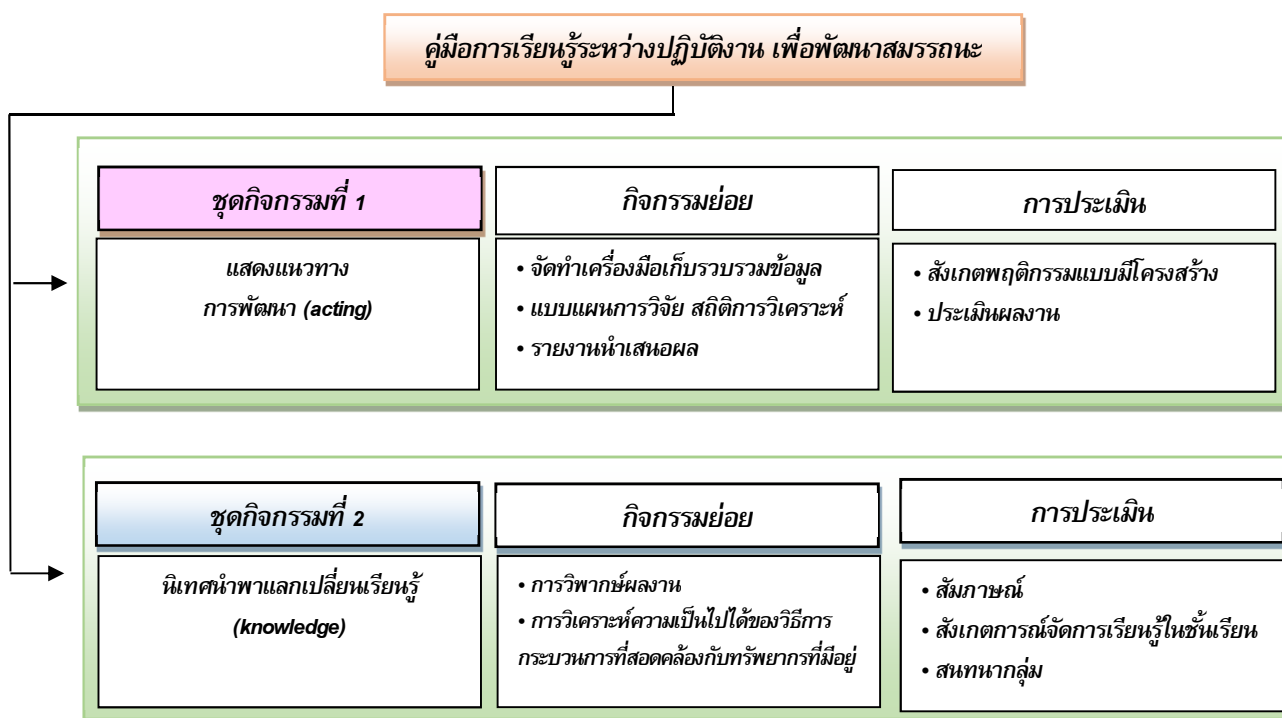 คู่มือการเรียนรู้ระหว่างปฏิบัติงาน เพื่อพัฒนาสมรรถนะ
ชุดกิจกรรมที่ 1
กิจกรรมย่อย
การประเมิน
แสดงแนวทาง
การพัฒนา (acting)
• จัดทำเครื่องมือเก็บรวบรวมข้อมูล
• แบบแผนการวิจัย สถิติการวิเคราะห์
• รายงานนำเสนอผล
• สังเกตพฤติกรรมแบบมีโครงสร้าง
• ประเมินผลงาน
ชุดกิจกรรมที่ 2
กิจกรรมย่อย
การประเมิน
นิเทศนำพาแลกเปลี่ยนเรียนรู้
(knowledge)
• การวิพากษ์ผลงาน
• การวิเคราะห์ความเป็นไปได้ของวิธีการ
กระบวนการที่สอดคล้องกับทรัพยากรที่มีอยู่
• สัมภาษณ์
• สังเกตการณ์จัดการเรียนรู้ในชั้นเรียน
• สนทนากลุ่ม